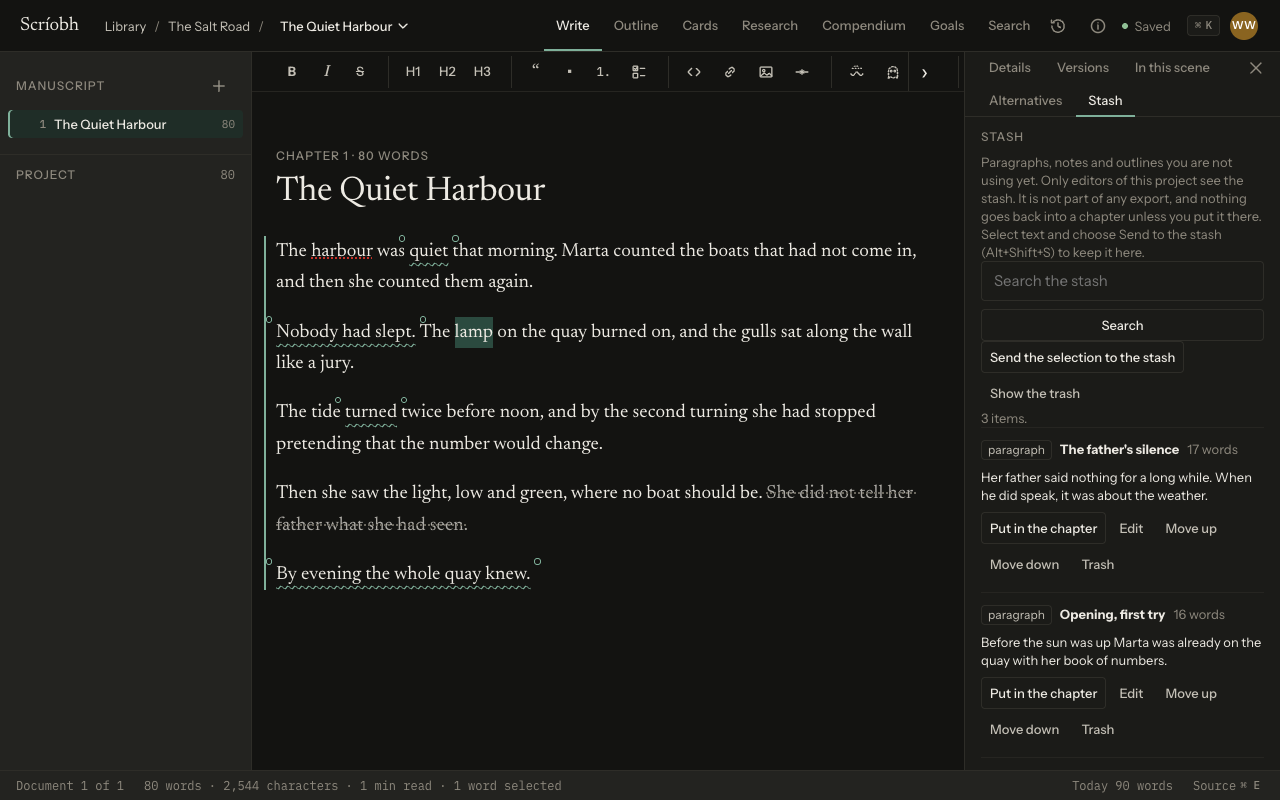 Scríobh
Library / The Salt Road / The Quiet Harbour
Write Outline Cards Research Compendium Goals Search Saved ⌘ K WW
MANUSCRIPT
1 The Quiet Harbour 80
PROJECT 80
B I S H1 H2 H3 “ 1.
CHAPTER 1 · 80 WORDS
The Quiet Harbour
The harbour was quiet that morning. Marta counted the boats that had not come in,
and then she counted them again.
Nobody had slept. The lamp on the quay burned on, and the gulls sat along the wall
like a jury.
The tide turned twice before noon, and by the second turning she had stopped
pretending that the number would change.
Then she saw the light, low and green, where no boat should be. She did not tell her
father what she had seen.
By evening the whole quay knew.
Details Versions In this scene
Alternatives Stash
STASH
Paragraphs, notes and outlines you are not
using yet. Only editors of this project see the
stash. It is not part of any export, and nothing
goes back into a chapter unless you put it there.
Select text and choose Send to the stash
(Alt+Shift+S) to keep it here.
Search the stash
Search
Send the selection to the stash
Show the trash
3 items.
paragraph The father's silence 17 words
Her father said nothing for a long while. When
he did speak, it was about the weather.
Put in the chapter Edit Move up
Move down Trash
paragraph Opening, first try 16 words
Before the sun was up Marta was already on the
quay with her book of numbers.
Put in the chapter Edit Move up
Move down Trash
Document 1 of 1 80 words · 2,544 characters · 1 min read · 1 word selected
Today 90 words Source ⌘ E